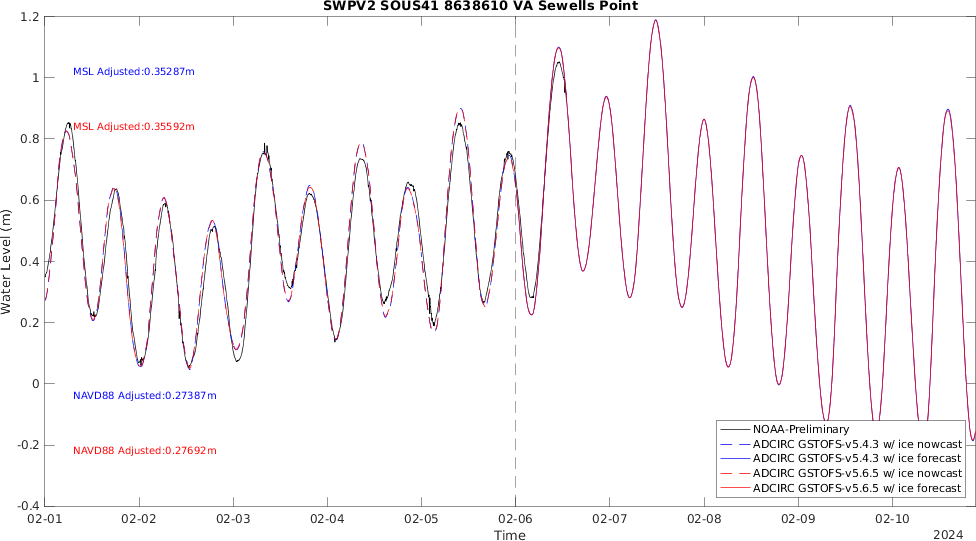 SWPV2 SOUS41 8638610 VA Sewells Point
1.2
1
0.8
0.6
0.4
0.2
0
-0.2
-0.4
Water Level (m)
MSL Adjusted:0.35287m
MSL Adjusted:0.35592m
NAVD88 Adjusted:0.27387m
NAVD88 Adjusted:0.27692m
NOAA-Preliminary
ADCIRC GSTOFS-v5.4.3 w/ ice nowcast
ADCIRC GSTOFS-v5.4.3 w/ ice forecast
ADCIRC GSTOFS-v5.6.5 w/ ice nowcast
ADCIRC GSTOFS-v5.6.5 w/ ice forecast
02-01 02-02 02-03 02-04 02-05 02-06 02-07 02-08 02-09 02-10
Time
2024